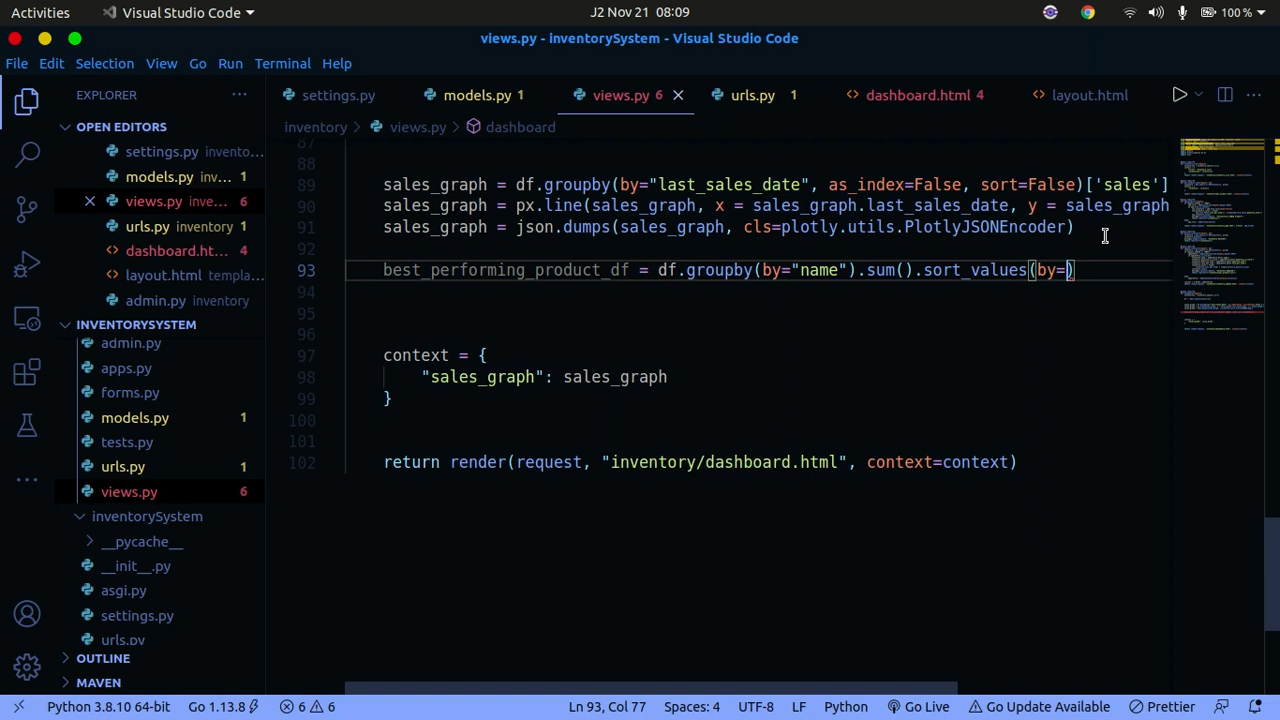 Activities
Visual Studio Code
J2 Nov 21 08:09
100 %
views.py - inventorySystem - Visual Studio Code
File Edit Selection View Go Run Terminal Help
EXPLORER
settings.py
models.py 1
views.py 6
urls.py 1
dashboard.html 4
layout.html
inventory > views.py > dashboard
OPEN EDITORS
settings.py invento...
models.py inv... 1
views.py inve... 6
urls.py inventory 1
dashboard.ht... 4
layout.html templa...
admin.py inventory
INVENTORYSYSTEM
admin.py
apps.py
forms.py
models.py 1
tests.py
urls.py 1
views.py 6
inventorySystem
__pycache__
__init__.py
asgi.py
settings.py
urls.py
OUTLINE
MAVEN
87
88
89 sales_graph = df.groupby(by="last_sales_date", as_index=False, sort=False)['sales']
90 sales_graph = px.line(sales_graph, x = sales_graph.last_sales_date, y = sales_graph
91 sales_graph = json.dumps(sales_graph, cls=plotly.utils.PlotlyJSONEncoder)
92
93 best_performing_product_df = df.groupby(by="name").sum().sort_values(by=)
94
95
96
97 context = {
98 "sales_graph": sales_graph
99 }
100
101
102 return render(request, "inventory/dashboard.html", context=context)
Python 3.8.10 64-bit
Go 1.13.8
6 6
Ln 93, Col 77
Spaces: 4
UTF-8
LF
Python
Go Live
Go Update Available
Prettier